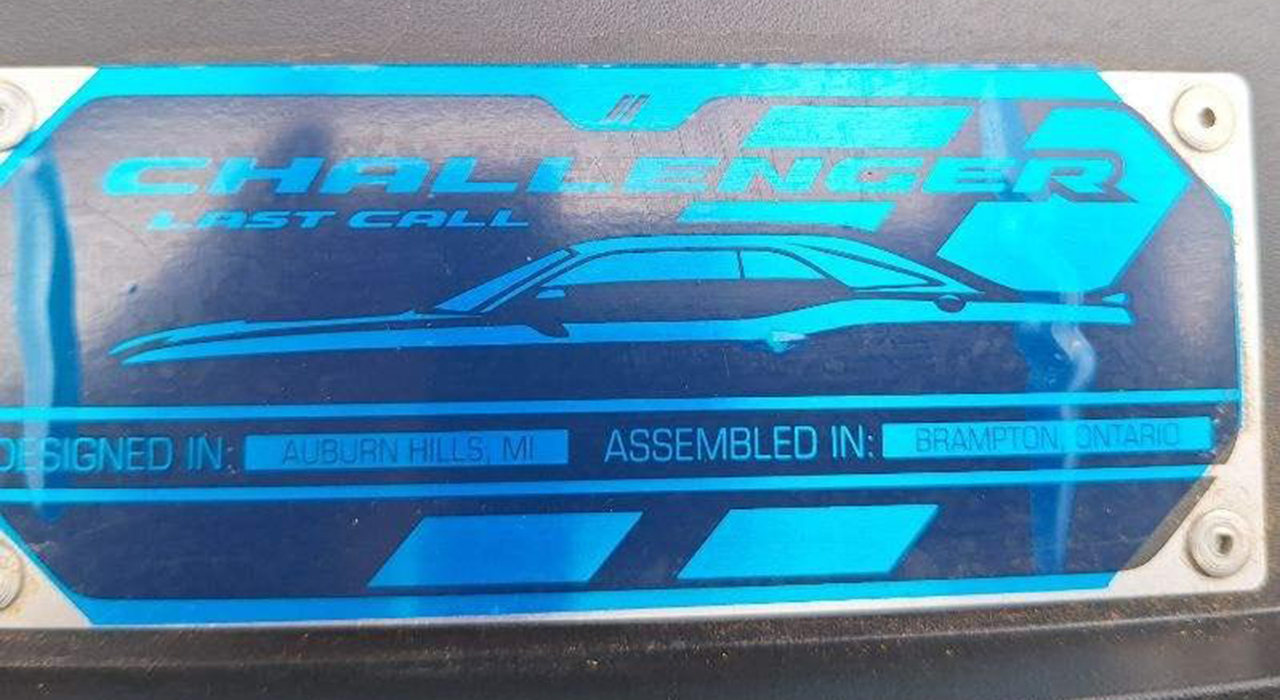 CHALLENGER
LAST CALL
DESIGNED IN: AUBURN HILLS, MI ASSEMBLED IN: BRAMPTON, ONTARIO